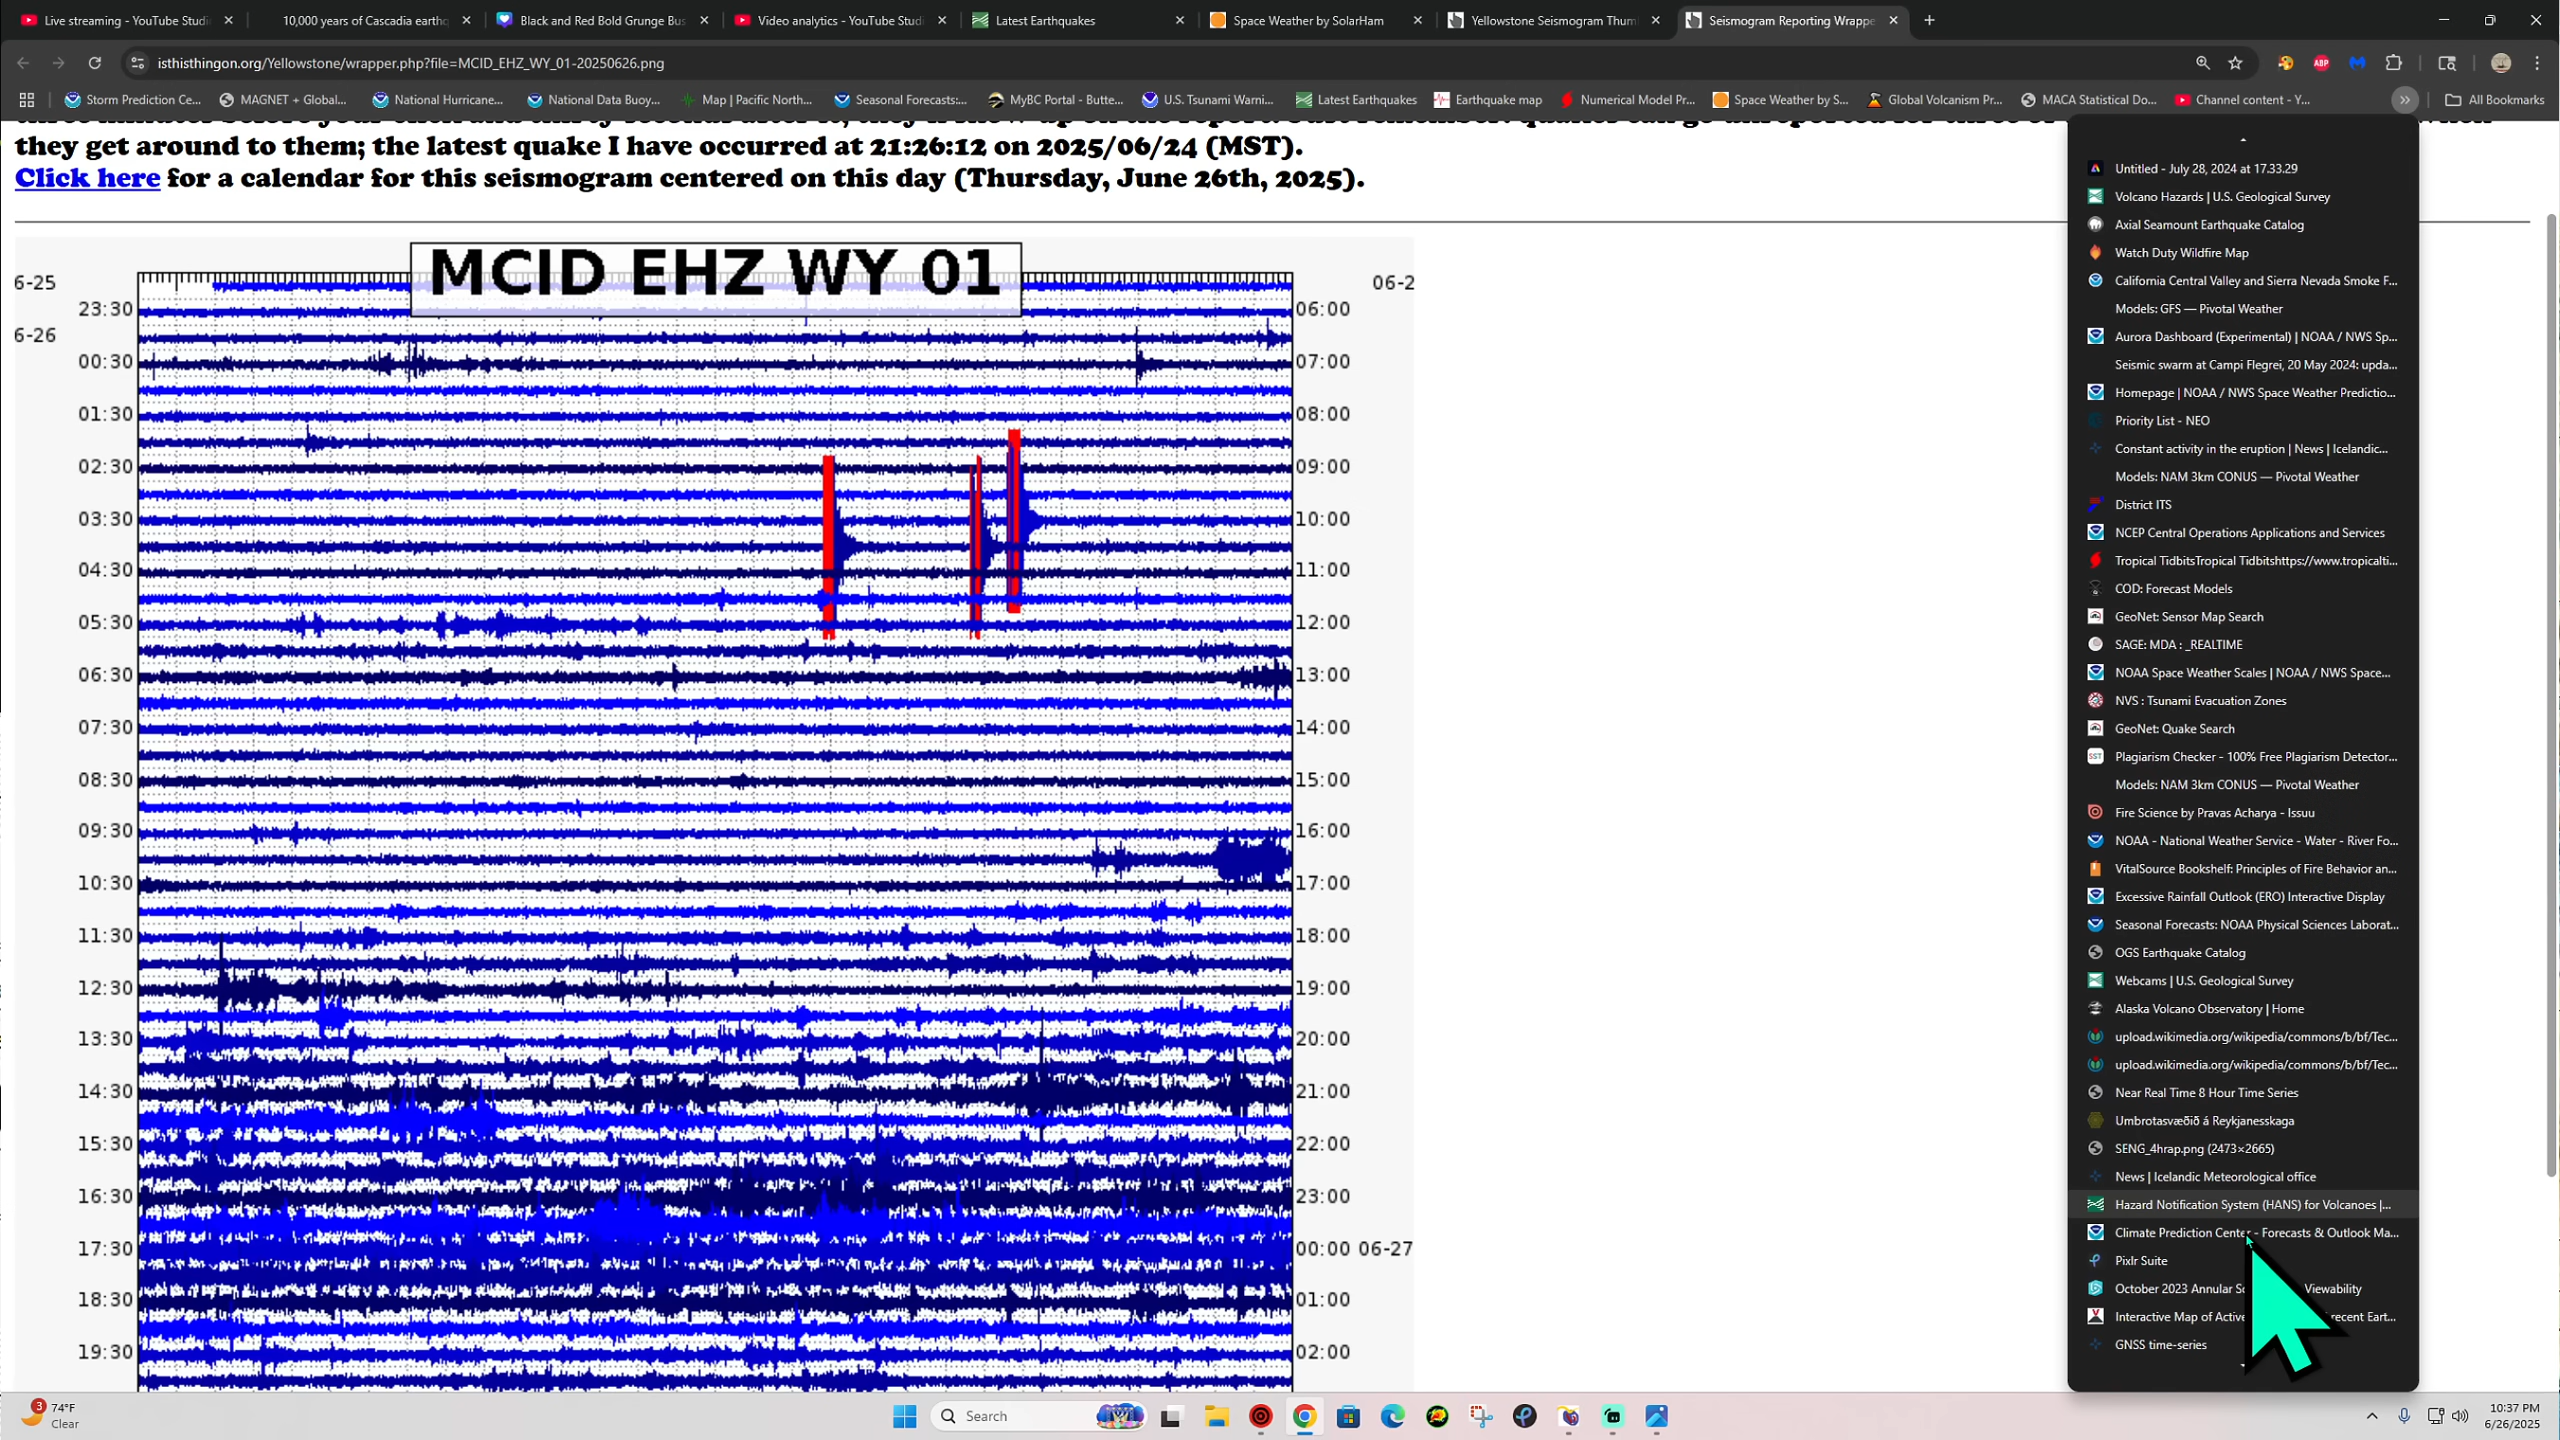 Live streaming - YouTube Studi
10,000 years of Cascadia earthq
Black and Red Bold Grunge Bus
Video analytics - YouTube Studi
Latest Earthquakes
Space Weather by SolarHam
Yellowstone Seismogram Thum
Seismogram Reporting Wrappe
isthisthingon.org/Yellowstone/wrapper.php?file=MCID_EHZ_WY_01-20250626.png
Storm Prediction Ce...
MAGNET + Global...
National Hurricane...
National Data Buoy...
Map | Pacific North...
Seasonal Forecasts:...
MyBC Portal - Butte...
U.S. Tsunami Warni...
Latest Earthquakes
Earthquake map
Numerical Model Pr...
Space Weather by S...
Global Volcanism Pr...
MACA Statistical Do...
Channel content - Y...
All Bookmarks
they get around to them; the latest quake I have occurred at 21:26:12 on 2025/06/24 (MST).
Click here for a calendar for this seismogram centered on this day (Thursday, June 26th, 2025).
MCID EHZ WY 01
6-25
06-2
23:30
06:00
6-26
00:30
07:00
01:30
08:00
02:30
09:00
03:30
10:00
04:30
11:00
05:30
12:00
06:30
13:00
07:30
14:00
08:30
15:00
09:30
16:00
10:30
17:00
11:30
18:00
12:30
19:00
13:30
20:00
14:30
21:00
15:30
22:00
16:30
23:00
17:30
00:00 06-27
18:30
01:00
19:30
02:00
Untitled - July 28, 2024 at 17.33.29
Volcano Hazards | U.S. Geological Survey
Axial Seamount Earthquake Catalog
Watch Duty Wildfire Map
California Central Valley and Sierra Nevada Smoke F...
Models: GFS — Pivotal Weather
Aurora Dashboard (Experimental) | NOAA / NWS Sp...
Seismic swarm at Campi Flegrei, 20 May 2024: upda...
Homepage | NOAA / NWS Space Weather Predictio...
Priority List - NEO
Constant activity in the eruption | News | Icelandic...
Models: NAM 3km CONUS — Pivotal Weather
District ITS
NCEP Central Operations Applications and Services
Tropical TidbitsTropical Tidbitshttps://www.tropicalti...
COD: Forecast Models
GeoNet: Sensor Map Search
SAGE: MDA : _REALTIME
NOAA Space Weather Scales | NOAA / NWS Space...
NVS : Tsunami Evacuation Zones
GeoNet: Quake Search
Plagiarism Checker - 100% Free Plagiarism Detector...
Models: NAM 3km CONUS — Pivotal Weather
Fire Science by Pravas Acharya - Issuu
NOAA - National Weather Service - Water - River Fo...
VitalSource Bookshelf: Principles of Fire Behavior an...
Excessive Rainfall Outlook (ERO) Interactive Display
Seasonal Forecasts: NOAA Physical Sciences Laborat...
OGS Earthquake Catalog
Webcams | U.S. Geological Survey
Alaska Volcano Observatory | Home
upload.wikimedia.org/wikipedia/commons/b/bf/Tec...
upload.wikimedia.org/wikipedia/commons/b/bf/Tec...
Near Real Time 8 Hour Time Series
Umbrotasvæðið á Reykjanesskaga
SENG_4hrap.png (2473×2665)
News | Icelandic Meteorological office
Hazard Notification System (HANS) for Volcanoes |...
Climate Prediction Center - Forecasts & Outlook Ma...
Pixlr Suite
October 2023 Annular So Viewability
Interactive Map of Active recent Eart...
GNSS time-series
3
74°F
Clear
Search
10:37 PM
6/26/2025